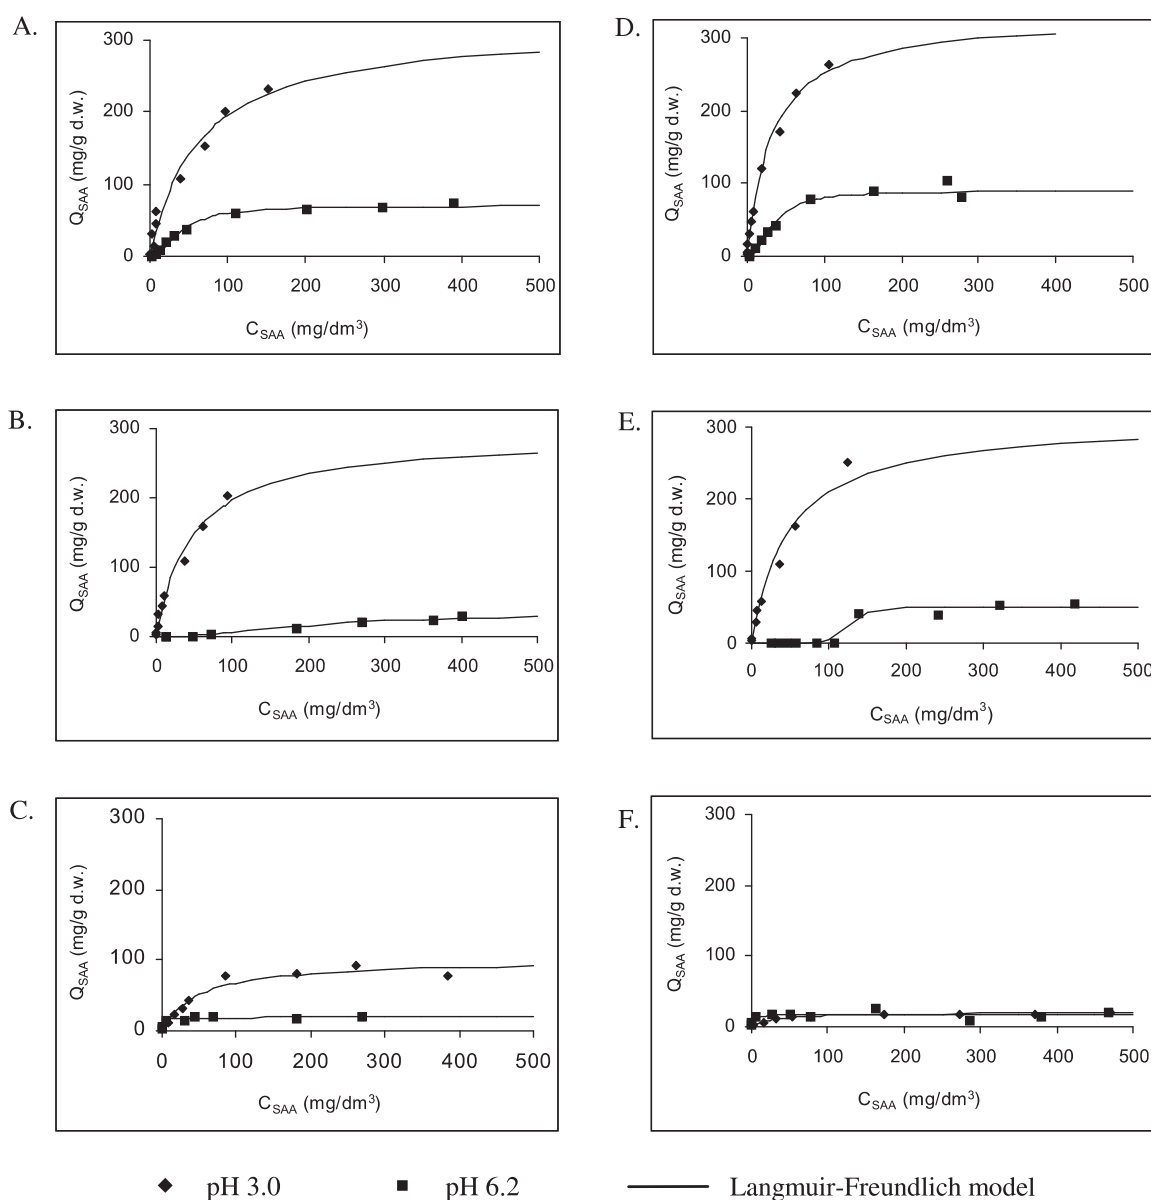 A.
300
200
100
0
Q_SAA (mg/g d.w.)
0 100 200 300 400 500
C_SAA (mg/dm³)
D.
300
200
100
0
Q_SAA (mg/g d.w.)
0 100 200 300 400 500
C_SAA (mg/dm³)
B.
300
200
100
0
Q_SAA (mg/g d.w.)
0 100 200 300 400 500
C_SAA (mg/dm³)
E.
300
200
100
0
Q_SAA (mg/g d.w.)
0 100 200 300 400 500
C_SAA (mg/dm³)
C.
300
200
100
0
Q_SAA (mg/g d.w.)
0 100 200 300 400 500
C_SAA (mg/dm³)
F.
300
200
100
0
Q_SAA (mg/g d.w.)
0 100 200 300 400 500
C_SAA (mg/dm³)
pH 3.0 pH 6.2 Langmuir-Freundlich model